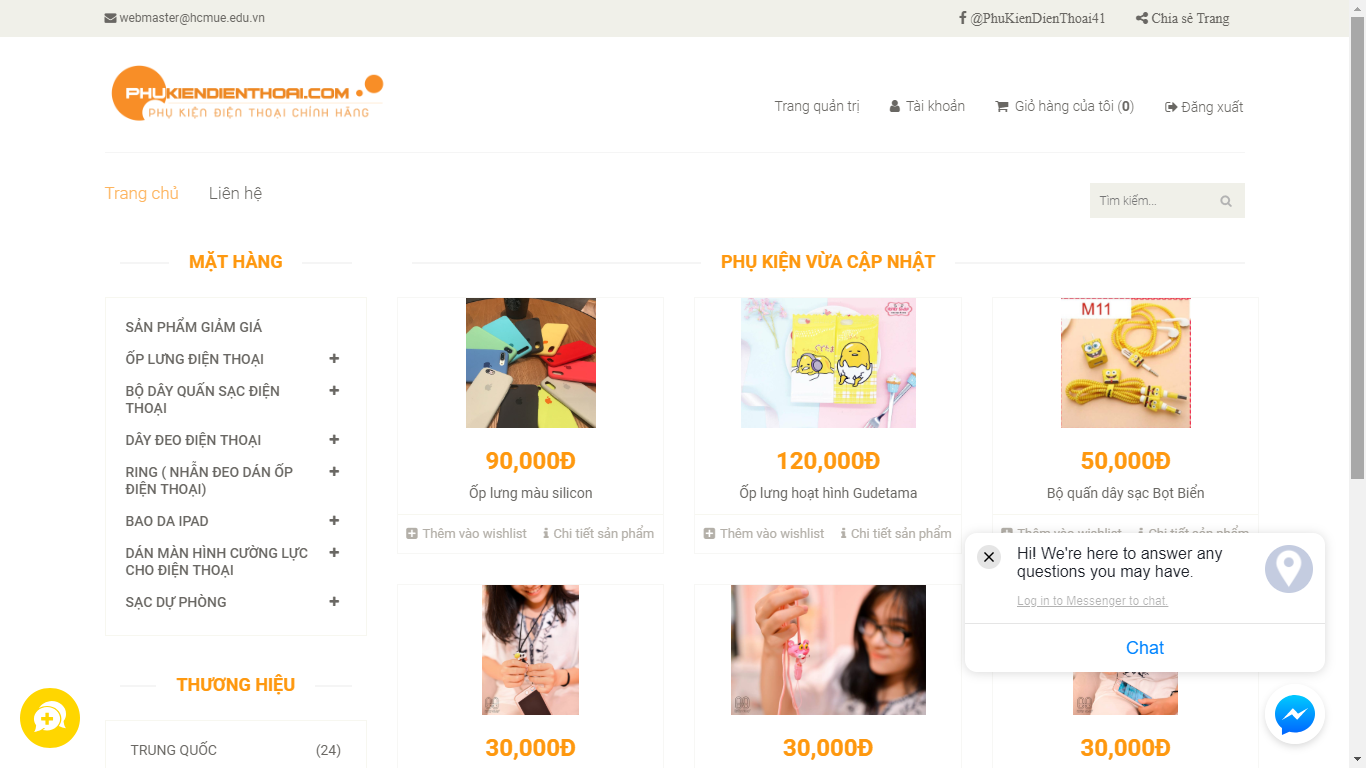 webmaster@hcmue.edu.vn
@PhuKienDienThoai41
Chia sẻ Trang
PHUKIENDIENTHOAI.COM
PHỤ KIỆN ĐIỆN THOẠI CHÍNH HÃNG
Trang quản trị
Tài khoản
Giỏ hàng của tôi (0)
Đăng xuất
Trang chủ
Liên hệ
Tìm kiếm...
MẶT HÀNG
SẢN PHẨM GIẢM GIÁ
ỐP LƯNG ĐIỆN THOẠI
BỘ DÂY QUẤN SẠC ĐIỆN
THOẠI
DÂY ĐEO ĐIỆN THOẠI
RING ( NHẪN ĐEO DÁN ỐP
ĐIỆN THOẠI)
BAO DA IPAD
DÁN MÀN HÌNH CƯỜNG LỰC
CHO ĐIỆN THOẠI
SẠC DỰ PHÒNG
THƯƠNG HIỆU
TRUNG QUỐC
(24)
PHỤ KIỆN VỪA CẬP NHẬT
M11
90,000Đ
120,000Đ
50,000Đ
Ốp lưng màu silicon
Ốp lưng hoạt hình Gudetama
Bộ quấn dây sạc Bọt Biển
Thêm vào wishlist
Chi tiết sản phẩm
Thêm vào wishlist
Chi tiết sản phẩm
Thêm vào wishlist
Chi tiết sản phẩm
30,000Đ
30,000Đ
30,000Đ
Hi! We're here to answer any
questions you may have.
Log in to Messenger to chat.
Chat